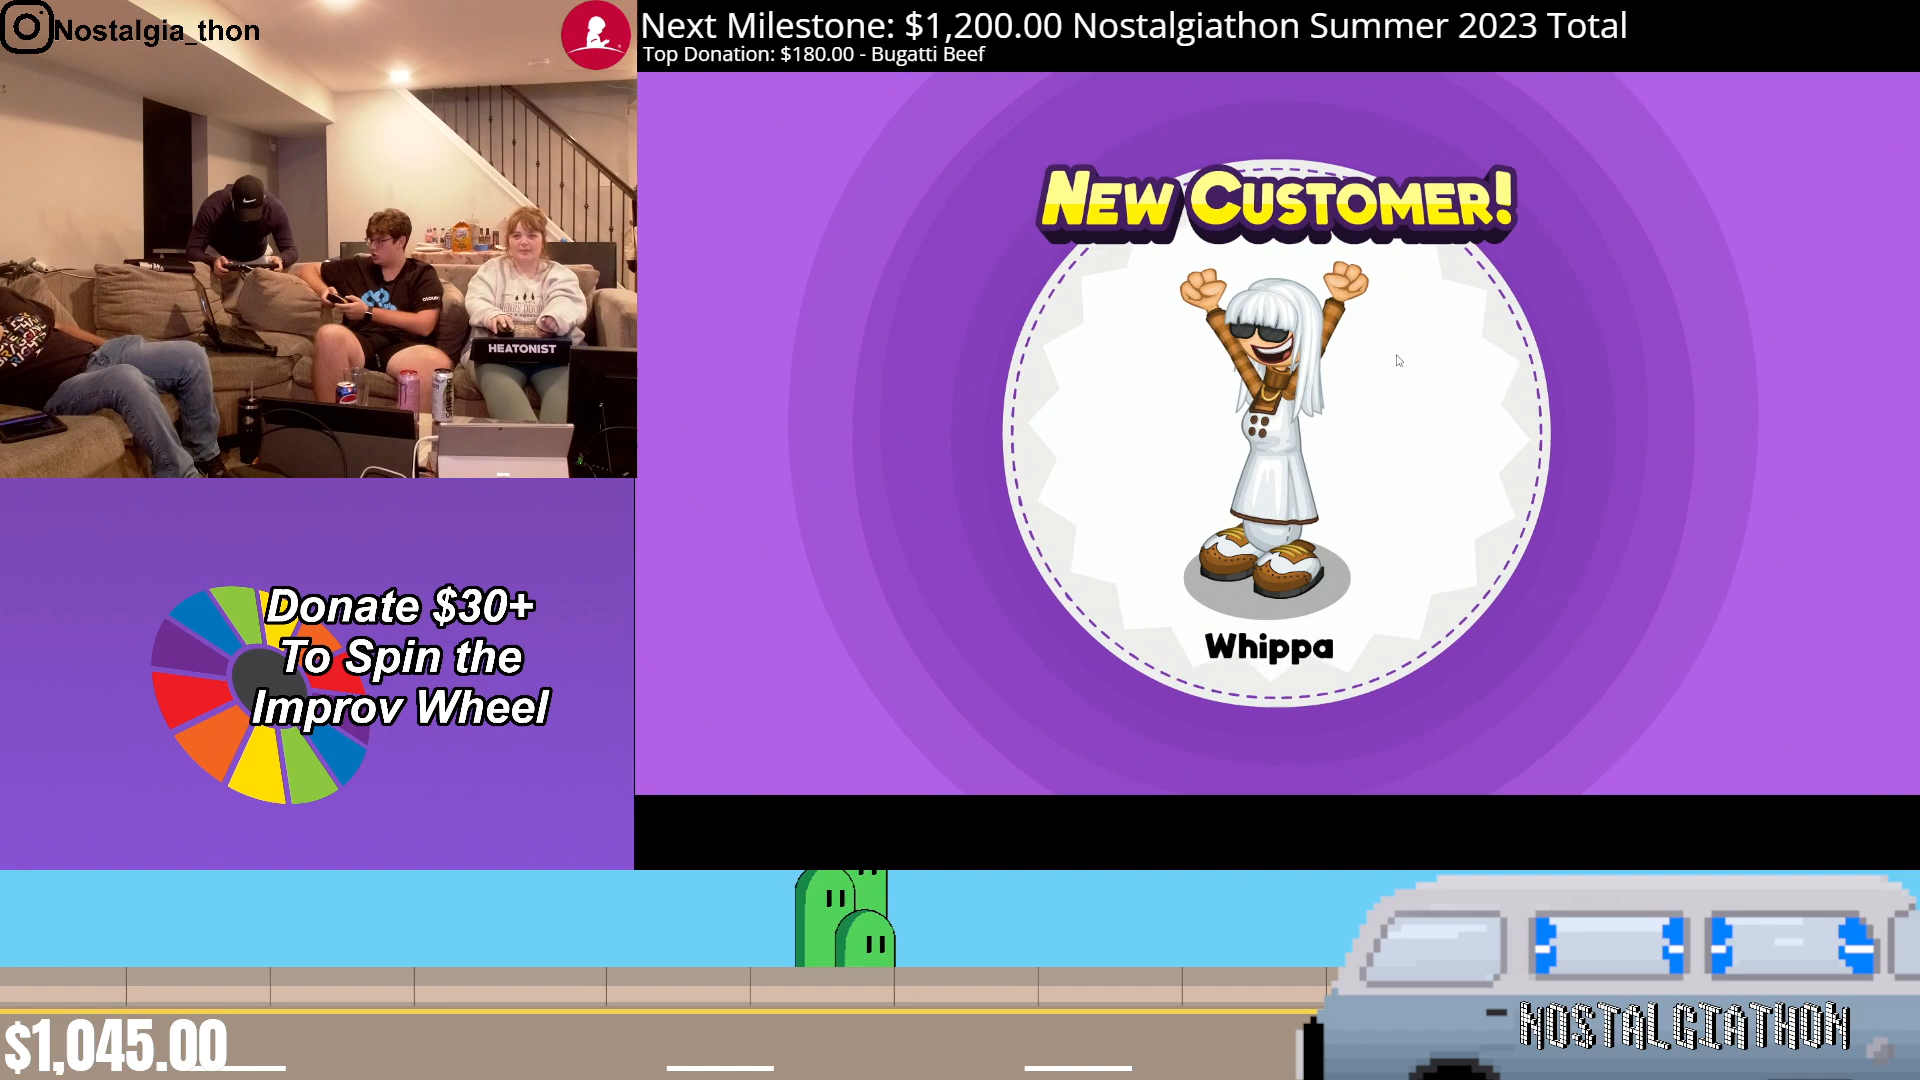 Nostalgia_thon
Next Milestone: $1,200.00 Nostalgiathon Summer 2023 Total
Top Donation: $180.00 - Bugatti Beef
NEW CUSTOMER!
HEATONIST
Whippa
Donate $30+
To Spin the
Improv Wheel
$1,045.00
NOSTALGIATHON